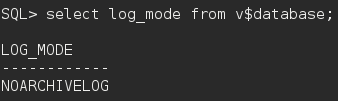 SQL> select log_mode from v$database;
LOG_MODE
------------
NOARCHIVELOG